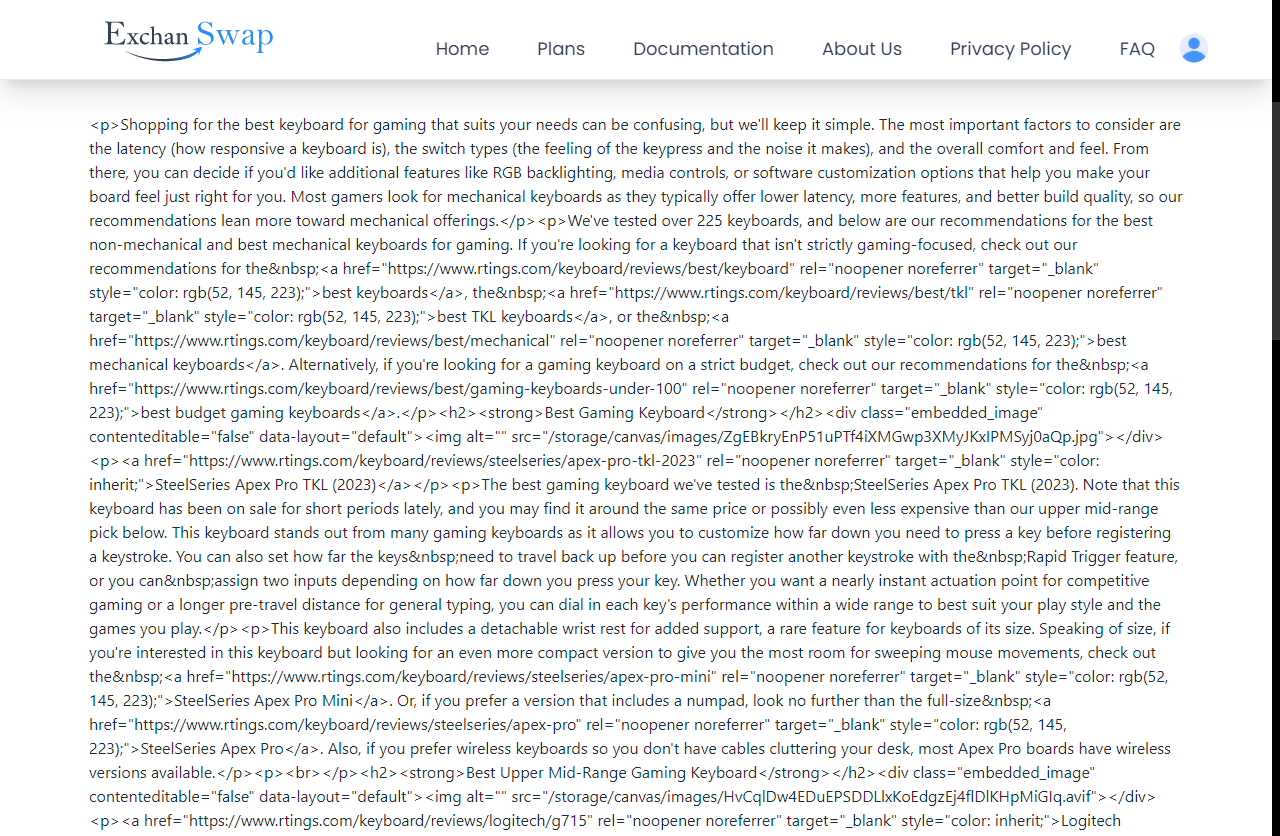 Exchan Swap
Home Plans Documentation About Us Privacy Policy FAQ
<p>Shopping for the best keyboard for gaming that suits your needs can be confusing, but we'll keep it simple. The most important factors to consider are
the latency (how responsive a keyboard is), the switch types (the feeling of the keypress and the noise it makes), and the overall comfort and feel. From
there, you can decide if you'd like additional features like RGB backlighting, media controls, or software customization options that help you make your
board feel just right for you. Most gamers look for mechanical keyboards as they typically offer lower latency, more features, and better build quality, so our
recommendations lean more toward mechanical offerings.</p><p>We've tested over 225 keyboards, and below are our recommendations for the best
non-mechanical and best mechanical keyboards for gaming. If you're looking for a keyboard that isn't strictly gaming-focused, check out our
recommendations for the&nbsp;<a href="https://www.rtings.com/keyboard/reviews/best/keyboard" rel="noopener noreferrer" target="_blank"
style="color: rgb(52, 145, 223);">best keyboards</a>, the&nbsp;<a href="https://www.rtings.com/keyboard/reviews/best/tkl" rel="noopener noreferrer"
target="_blank" style="color: rgb(52, 145, 223);">best TKL keyboards</a>, or the&nbsp;<a
href="https://www.rtings.com/keyboard/reviews/best/mechanical" rel="noopener noreferrer" target="_blank" style="color: rgb(52, 145, 223);">best
mechanical keyboards</a>. Alternatively, if you're looking for a gaming keyboard on a strict budget, check out our recommendations for the&nbsp;<a
href="https://www.rtings.com/keyboard/reviews/best/gaming-keyboards-under-100" rel="noopener noreferrer" target="_blank" style="color: rgb(52, 145,
223);">best budget gaming keyboards</a>.</p><h2><strong>Best Gaming Keyboard</strong></h2><div class="embedded_image"
contenteditable="false" data-layout="default"><img alt="" src="/storage/canvas/images/ZgEBkryEnP51uPTf4iXMGwp3XMyJKxIPMSyj0aQp.jpg"></div>
<p><a href="https://www.rtings.com/keyboard/reviews/steelseries/apex-pro-tkl-2023" rel="noopener noreferrer" target="_blank" style="color:
inherit;">SteelSeries Apex Pro TKL (2023)</a></p><p>The best gaming keyboard we've tested is the&nbsp;SteelSeries Apex Pro TKL (2023). Note that this
keyboard has been on sale for short periods lately, and you may find it around the same price or possibly even less expensive than our upper mid-range
pick below. This keyboard stands out from many gaming keyboards as it allows you to customize how far down you need to press a key before registering
a keystroke. You can also set how far the keys&nbsp;need to travel back up before you can register another keystroke with the&nbsp;Rapid Trigger feature,
or you can&nbsp;assign two inputs depending on how far down you press your key. Whether you want a nearly instant actuation point for competitive
gaming or a longer pre-travel distance for general typing, you can dial in each key's performance within a wide range to best suit your play style and the
games you play.</p><p>This keyboard also includes a detachable wrist rest for added support, a rare feature for keyboards of its size. Speaking of size, if
you're interested in this keyboard but looking for an even more compact version to give you the most room for sweeping mouse movements, check out
the&nbsp;<a href="https://www.rtings.com/keyboard/reviews/steelseries/apex-pro-mini" rel="noopener noreferrer" target="_blank" style="color: rgb(52,
145, 223);">SteelSeries Apex Pro Mini</a>. Or, if you prefer a version that includes a numpad, look no further than the full-size&nbsp;<a
href="https://www.rtings.com/keyboard/reviews/steelseries/apex-pro" rel="noopener noreferrer" target="_blank" style="color: rgb(52, 145,
223);">SteelSeries Apex Pro</a>. Also, if you prefer wireless keyboards so you don't have cables cluttering your desk, most Apex Pro boards have wireless
versions available.</p><p><br></p><h2><strong>Best Upper Mid-Range Gaming Keyboard</strong></h2><div class="embedded_image"
contenteditable="false" data-layout="default"><img alt="" src="/storage/canvas/images/HvCqlDw4EDuEPSDDLlxKoEdgzEj4flDlKHpMiGIq.avif"></div>
<p><a href="https://www.rtings.com/keyboard/reviews/logitech/g715" rel="noopener noreferrer" target="_blank" style="color: inherit;">Logitech